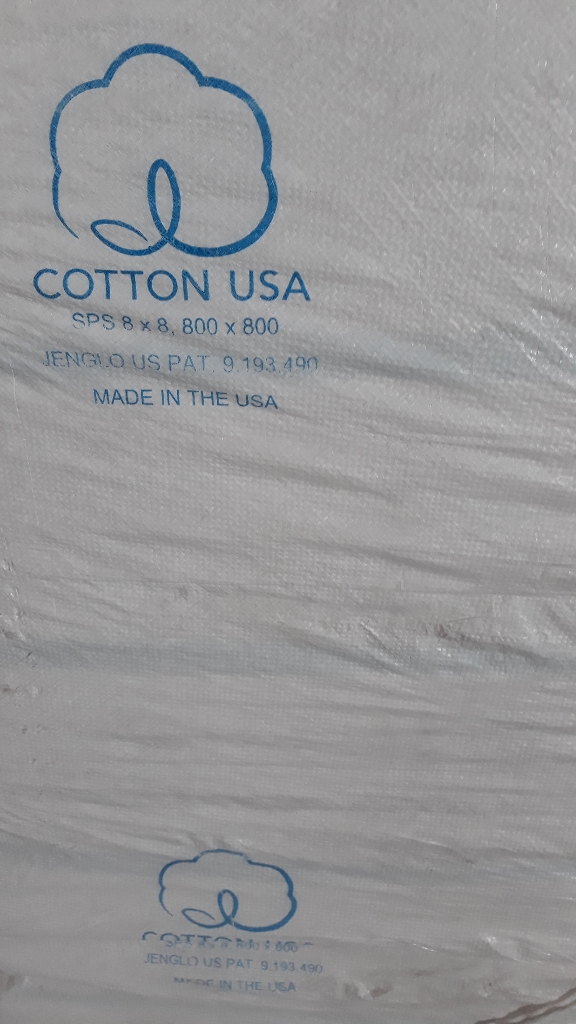 COTTON USA
SPS 8 x 8, 800 x 800
JENGLO US PAT. 9.193.490
MADE IN THE USA
JENGLO US PAT. 9.193.490
IN THE USA